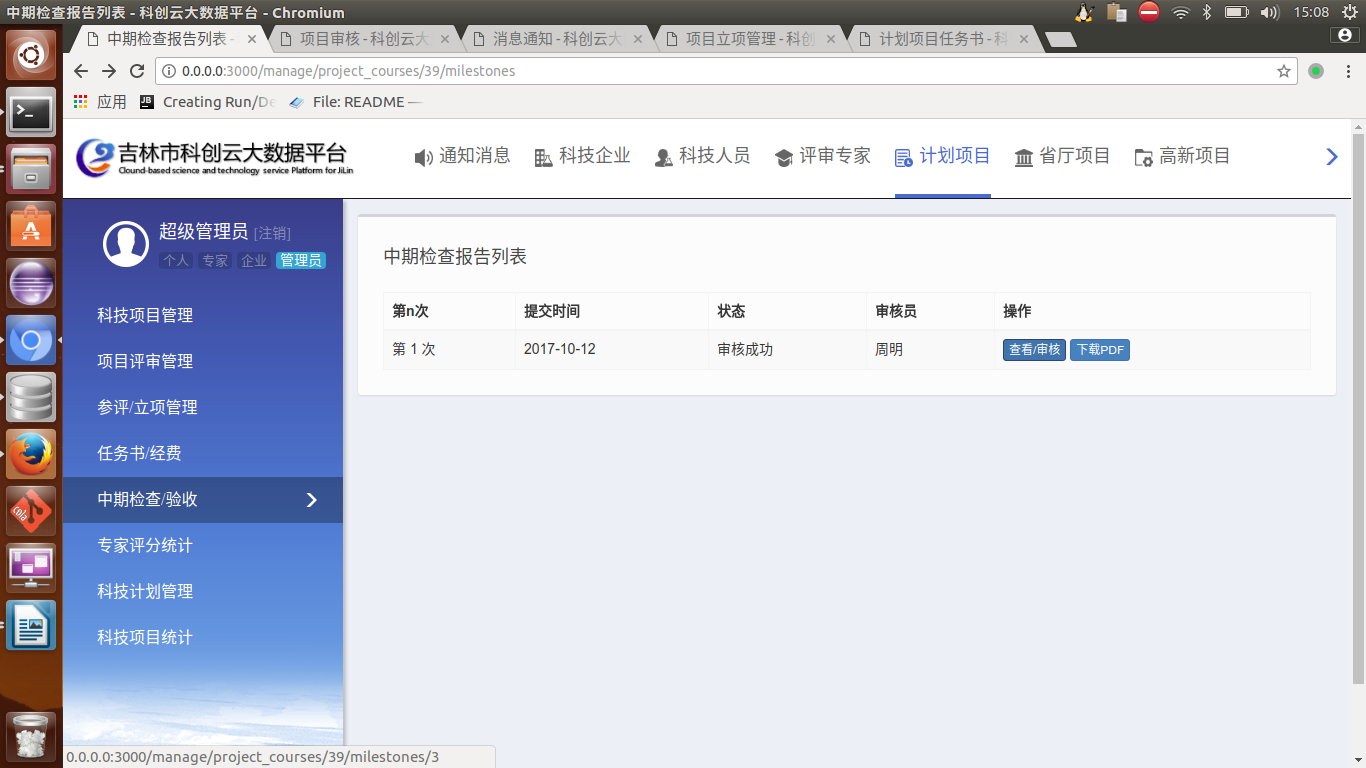 中期检查报告列表 - 科创云大数据平台 - Chromium
15:08
中期检查报告列表 -
项目审核 - 科创云大
消息通知 - 科创云大
项目立项管理 - 科创
计划项目任务书 - 科
0.0.0.0:3000/manage/project_courses/39/milestones
应用
Creating Run/De
File: README —
吉林市科创云大数据平台
Clound-based science and technology service Platform for JiLin
通知消息
科技企业
科技人员
评审专家
计划项目
省厅项目
高新项目
超级管理员 [注销]
个人 专家 企业 管理员
科技项目管理
项目评审管理
参评/立项管理
任务书/经费
中期检查/验收
专家评分统计
科技计划管理
科技项目统计
中期检查报告列表
第n次 提交时间 状态 审核员 操作
第 1 次 2017-10-12 审核成功 周明 查看/审核 下载PDF
0.0.0.0:3000/manage/project_courses/39/milestones/3